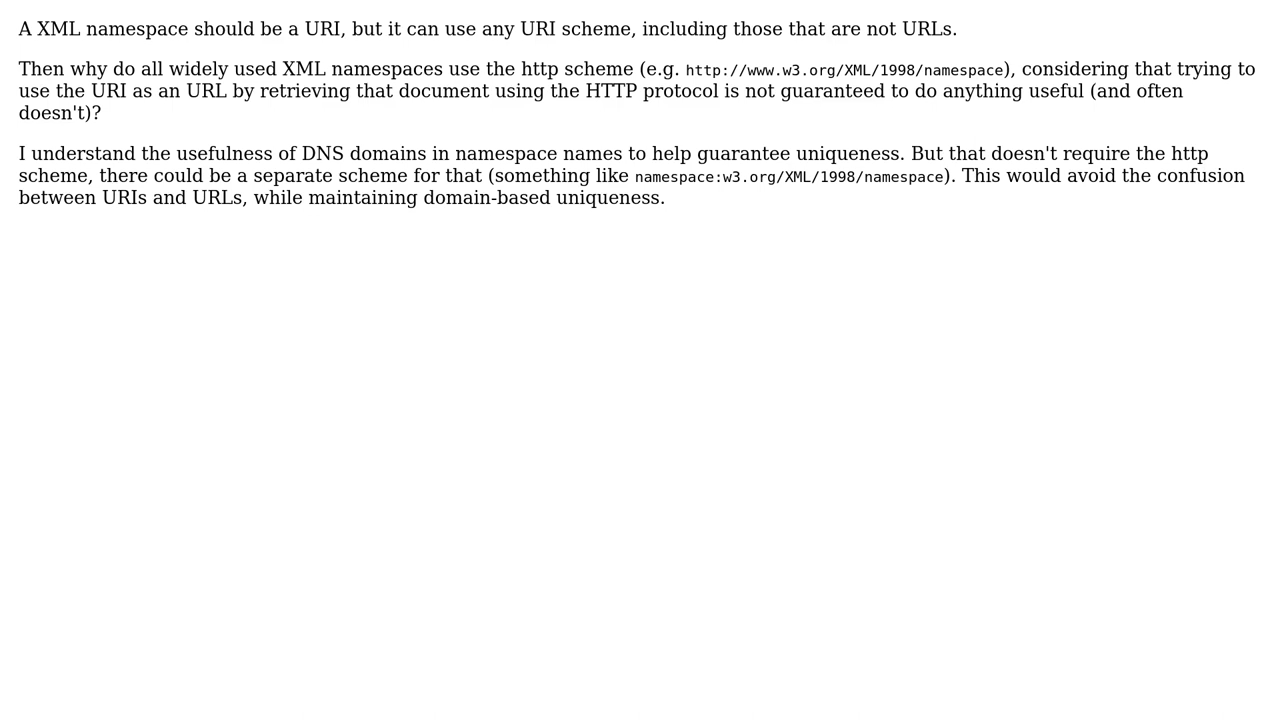 A XML namespace should be a URI, but it can use any URI scheme, including those that are not URLs.
Then why do all widely used XML namespaces use the http scheme (e.g. http://www.w3.org/XML/1998/namespace), considering that trying to
use the URI as an URL by retrieving that document using the HTTP protocol is not guaranteed to do anything useful (and often
doesn't)?
I understand the usefulness of DNS domains in namespace names to help guarantee uniqueness. But that doesn't require the http
scheme, there could be a separate scheme for that (something like namespace:w3.org/XML/1998/namespace). This would avoid the confusion
between URIs and URLs, while maintaining domain-based uniqueness.